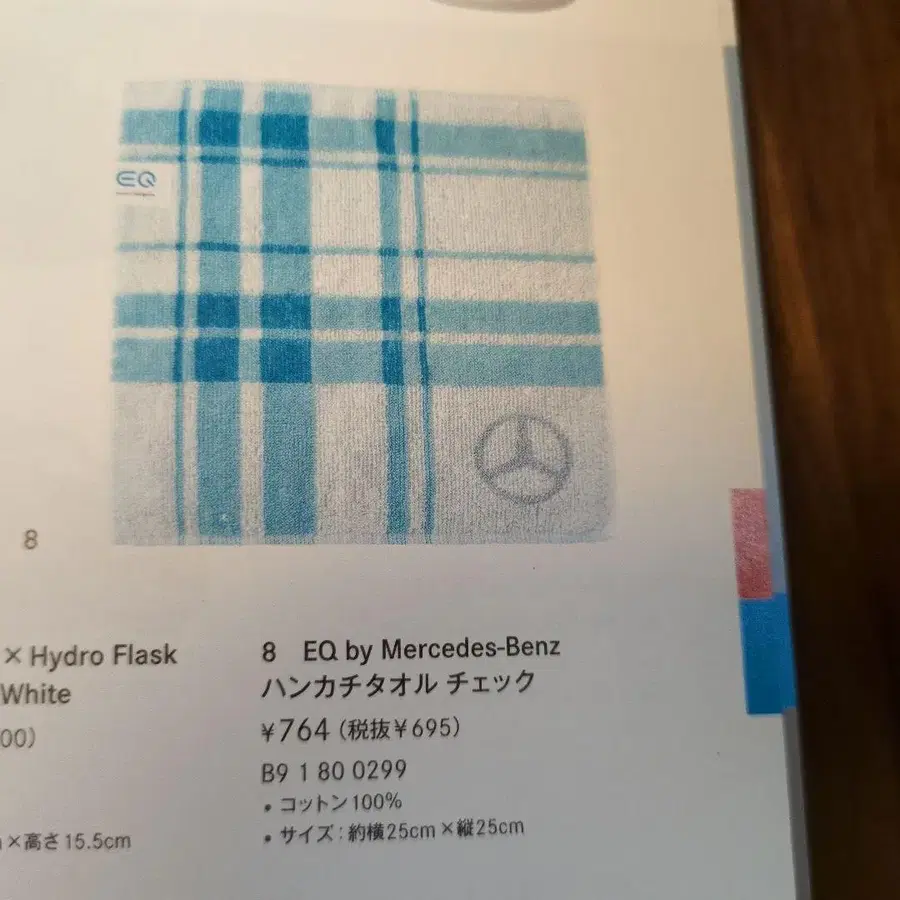 EQ
8
× Hydro Flask
White
00)
×高さ15.5cm
8 EQ by Mercedes-Benz
ハンカチタオル チェック
¥764(税抜¥695)
B9 1 80 0299
• コットン100%
• サイズ:約横25cm×縦25cm